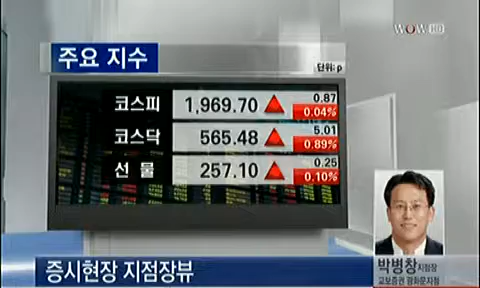 WOW HD
주요 지수
단위: p
코스피 1,969.70 ▲ 0.87 0.04%
코스닥 565.48 ▲ 5.01 0.89%
선 물 257.10 ▲ 0.25 0.10%
박병창 지점장
교보증권 광화문지점
증시현장 지점장뷰